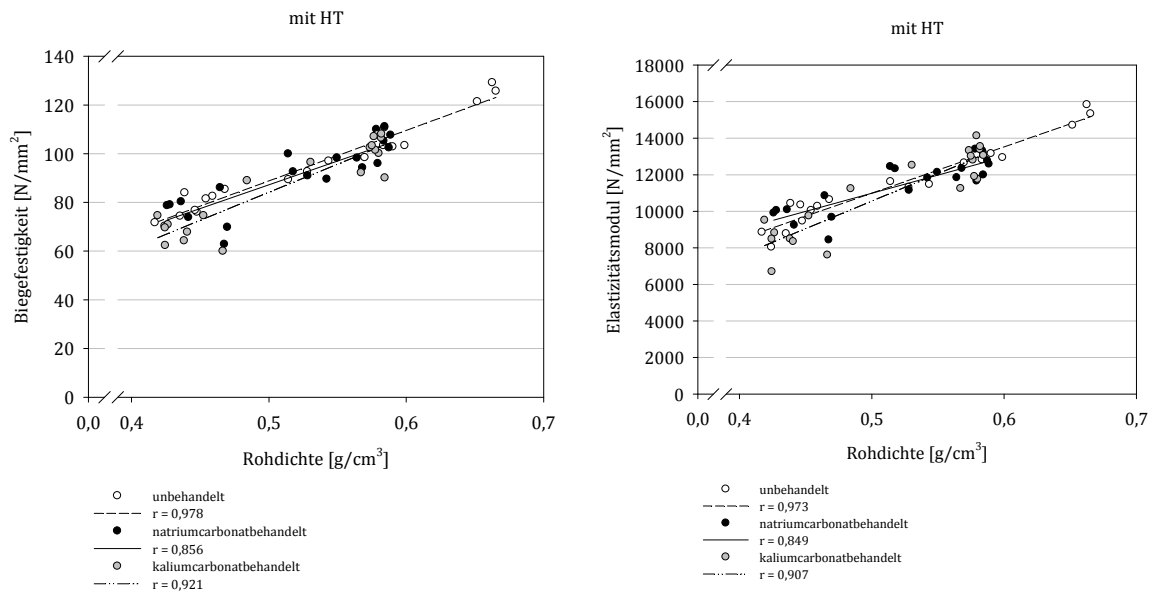 mit HT
140
120
100
80
60
40
20
0
Biegefestigkeit [N/mm²]
0,0
0,4
0,5
0,6
0,7
Rohdichte [g/cm³]
unbehandelt
r = 0,978
natriumcarbonatbehandelt
r = 0,856
kaliumcarbonatbehandelt
r = 0,921
mit HT
18000
16000
14000
12000
10000
8000
6000
4000
2000
0
Elastizitätsmodul [N/mm²]
0,0
0,4
0,5
0,6
0,7
Rohdichte [g/cm³]
unbehandelt
r = 0,973
natriumcarbonatbehandelt
r = 0,849
kaliumcarbonatbehandelt
r = 0,907